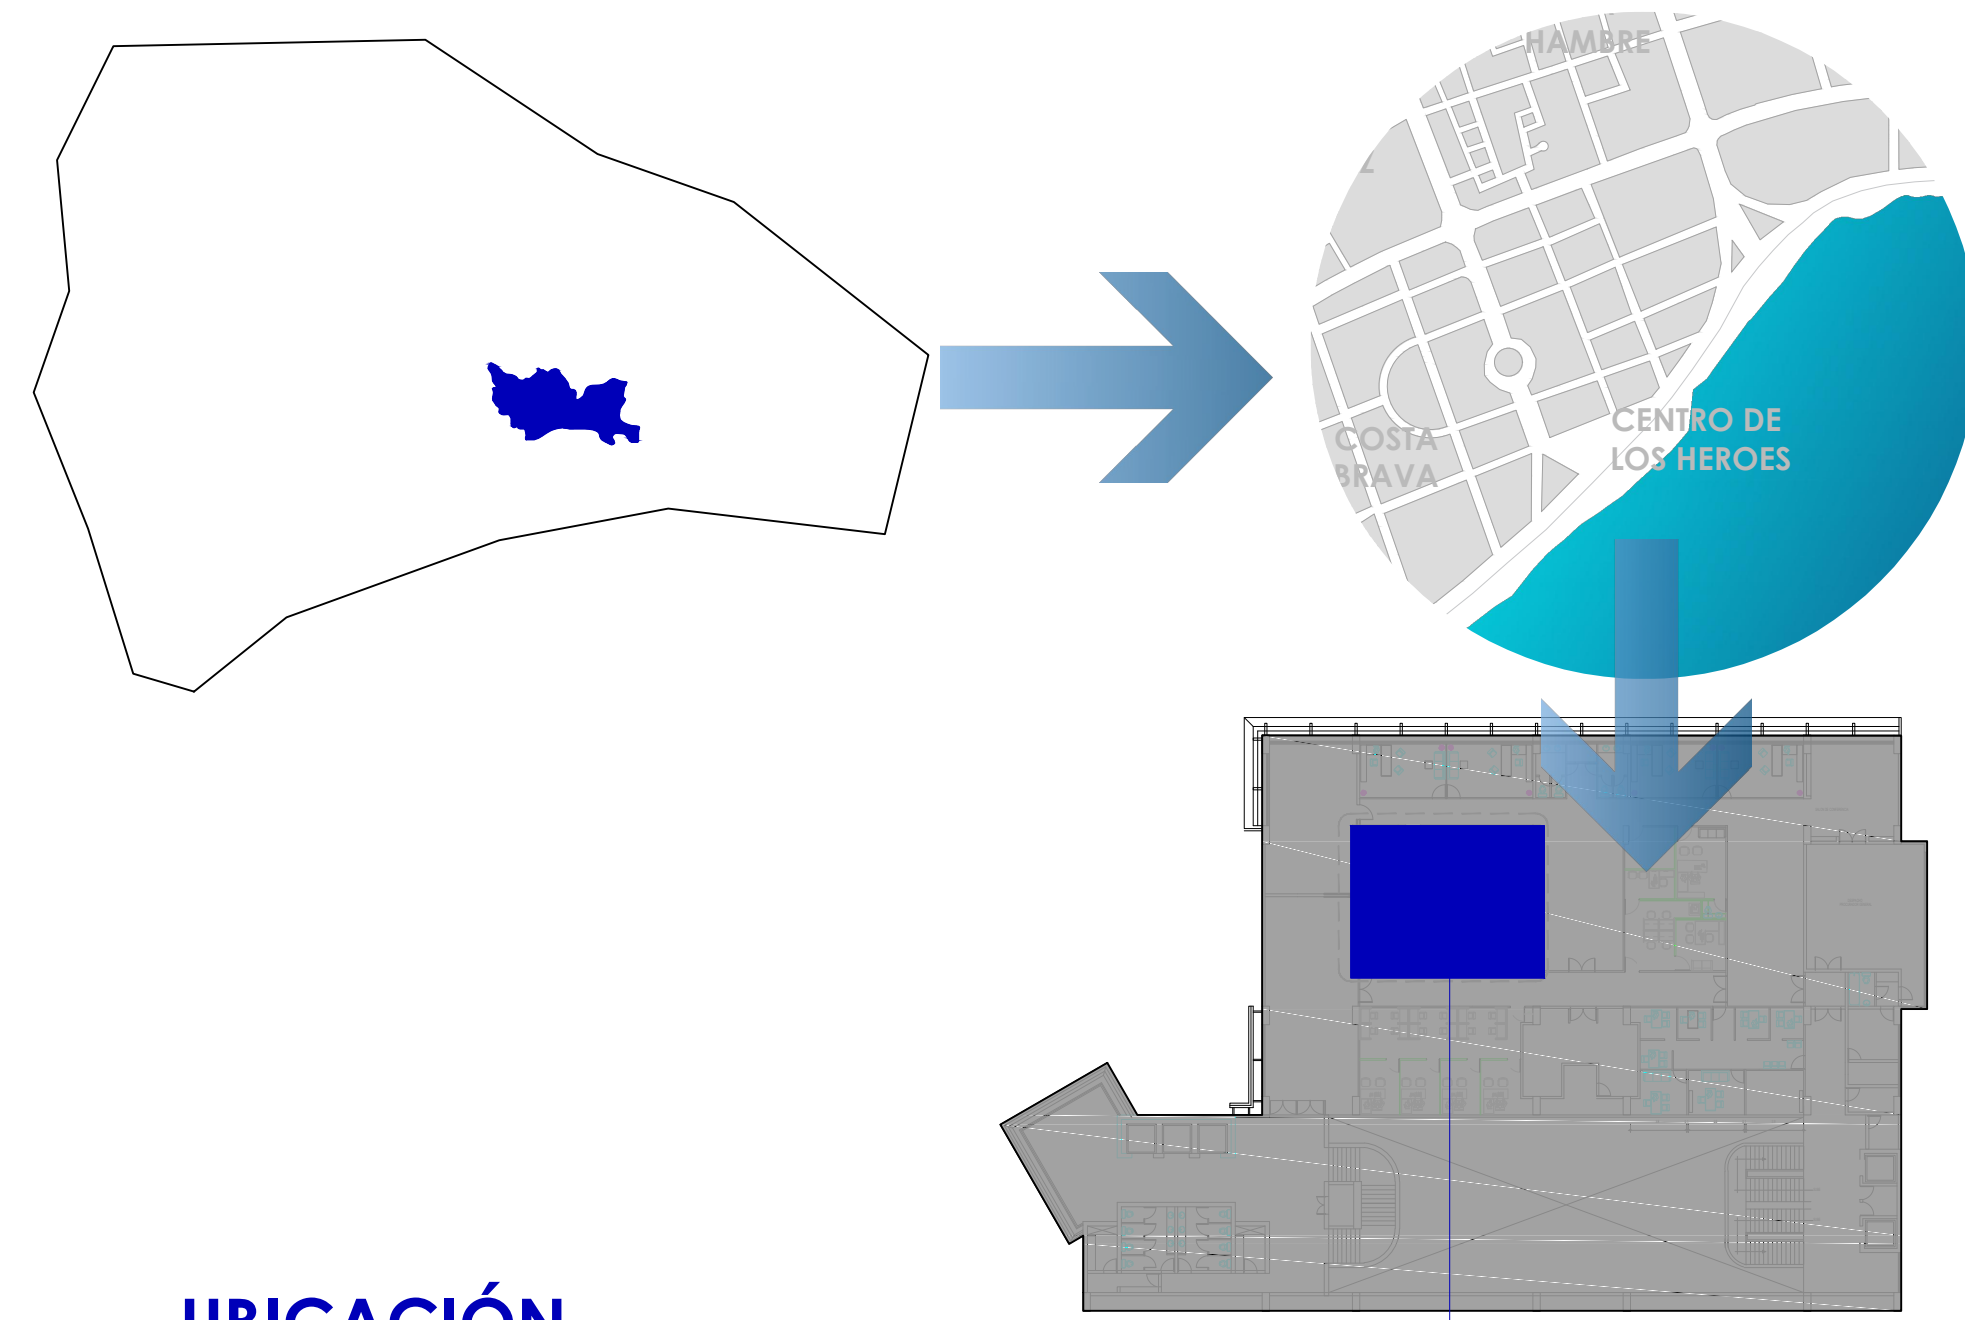 HAMBRE
Z
COSTA
BRAVA
CENTRO DE
LOS HEROES
UBICACIÓN